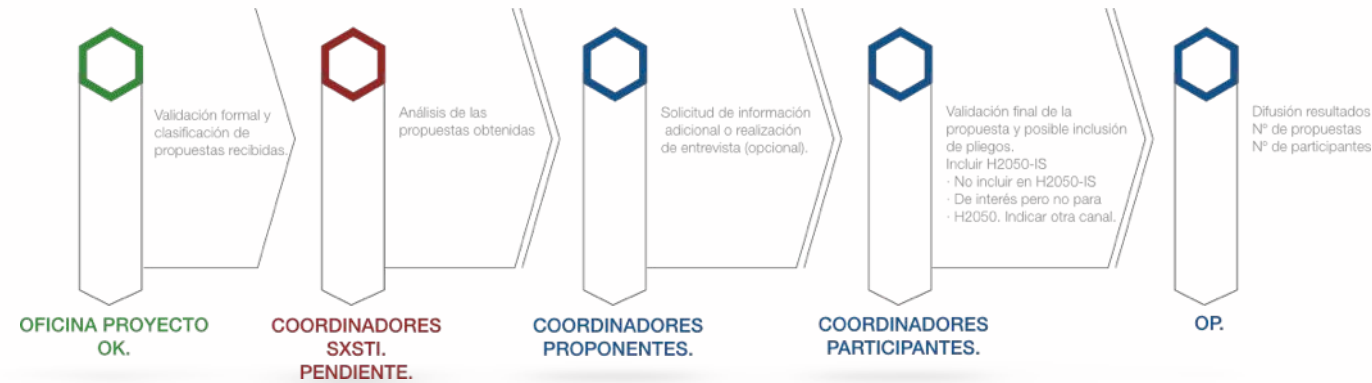 Validación formal y
clasificación de
propuestas recibidas.
OFICINA PROYECTO
OK.
Análisis de las
propuestas obtenidas
COORDINADORES
SXSTI.
PENDIENTE.
Solicitud de información
adicional o realización
de entrevista (opcional).
COORDINADORES
PROPONENTES.
Validación final de la
propuesta y posible inclusión
de pliegos.
Incluir H2050-IS
· No incluir en H2050-IS
· De interés pero no para
· H2050. Indicar otra canal.
COORDINADORES
PARTICIPANTES.
Difusión resultados
Nº de propuestas
Nº de participantes
OP.